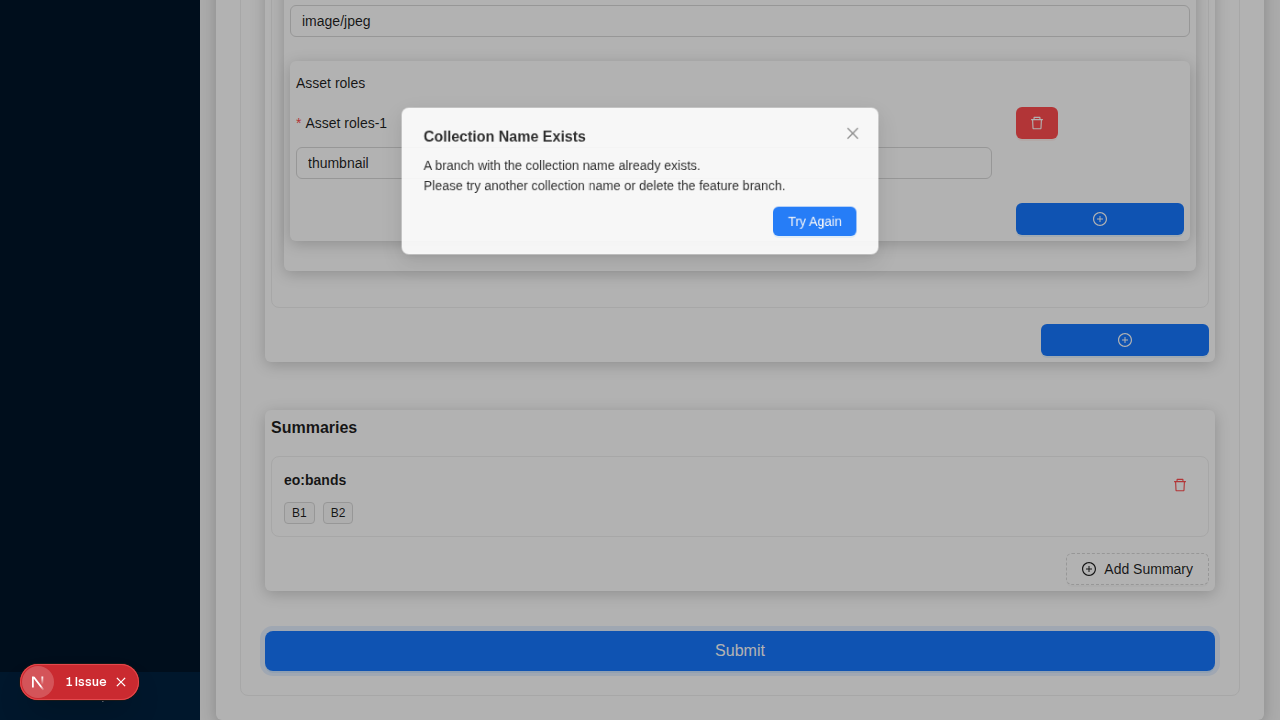 image/jpeg
Asset roles
* Asset roles-1
thumbnail
Collection Name Exists
A branch with the collection name already exists.
Please try another collection name or delete the feature branch.
Try Again
Summaries
eo:bands
B1 B2
Add Summary
Submit
N 1 Issue